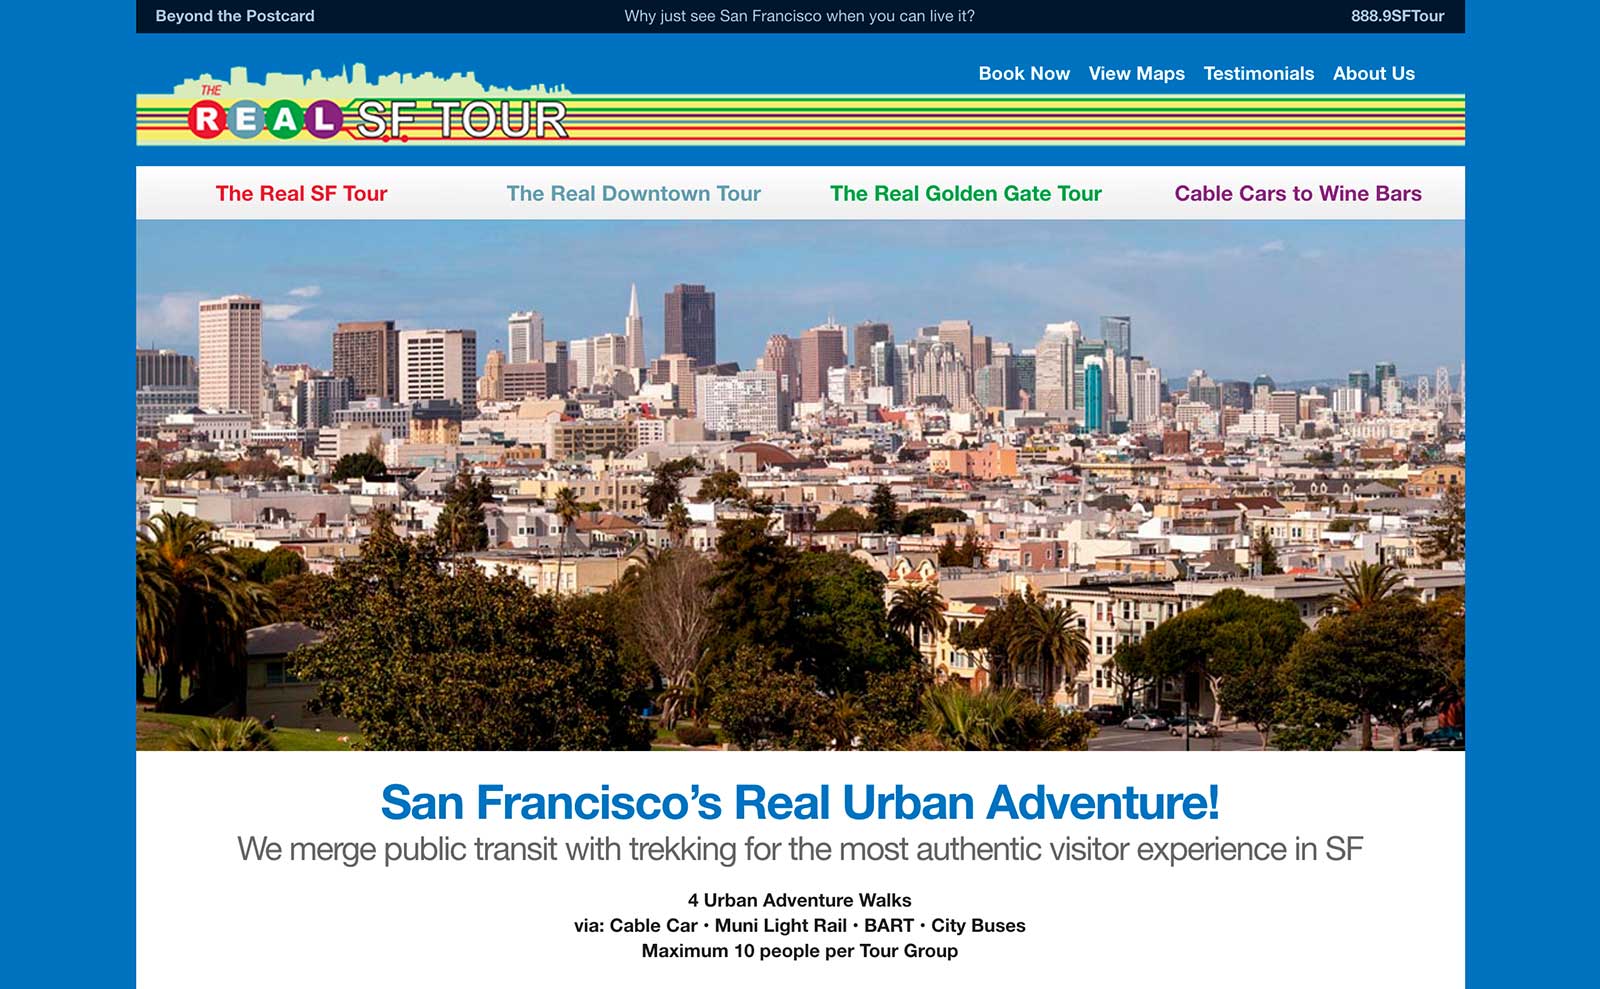 Beyond the Postcard
Why just see San Francisco when you can live it?
888.9SFTour
Book Now View Maps Testimonials About Us
THE
REAL SF TOUR
The Real SF Tour
The Real Downtown Tour
The Real Golden Gate Tour
Cable Cars to Wine Bars
San Francisco’s Real Urban Adventure!
We merge public transit with trekking for the most authentic visitor experience in SF
4 Urban Adventure Walks
via: Cable Car • Muni Light Rail • BART • City Buses
Maximum 10 people per Tour Group